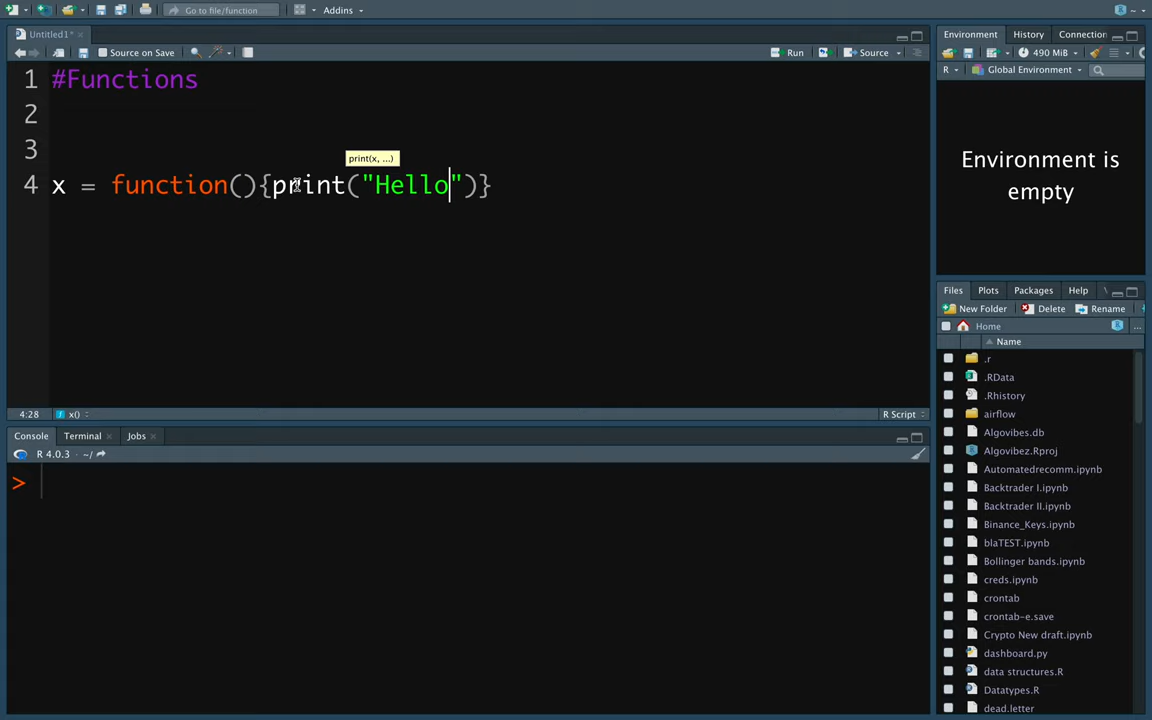 Go to file/function
Addins
~
Untitled1*
Source on Save
Run
Source
1 #Functions
2
3
print(x, ...)
4 x = function(){print("Hello")}
4:28
x()
R Script
Console
Terminal
Jobs
R 4.0.3 · ~/
>
Environment
History
Connection
490 MiB
R
Global Environment
Environment is
empty
Files
Plots
Packages
Help
New Folder
Delete
Rename
Home
...
Name
.r
.RData
.Rhistory
airflow
Algovibes.db
Algovibez.Rproj
Automatedrecomm.ipynb
Backtrader I.ipynb
Backtrader II.ipynb
Binance_Keys.ipynb
blaTEST.ipynb
Bollinger bands.ipynb
creds.ipynb
crontab
crontab-e.save
Crypto New draft.ipynb
dashboard.py
data structures.R
Datatypes.R
dead.letter